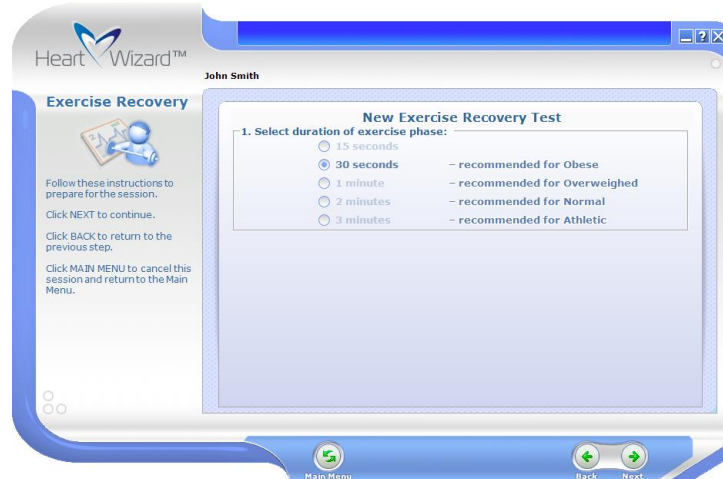 Heart Wizard™
John Smith
Exercise Recovery
Follow these instructions to
prepare for the session.
Click NEXT to continue.
Click BACK to return to the
previous step.
Click MAIN MENU to cancel this
session and return to the Main
Menu.
New Exercise Recovery Test
1. Select duration of exercise phase:
15 seconds
30 seconds – recommended for Obese
1 minute – recommended for Overweighed
2 minutes – recommended for Normal
3 minutes – recommended for Athletic
Main Menu
Back
Next